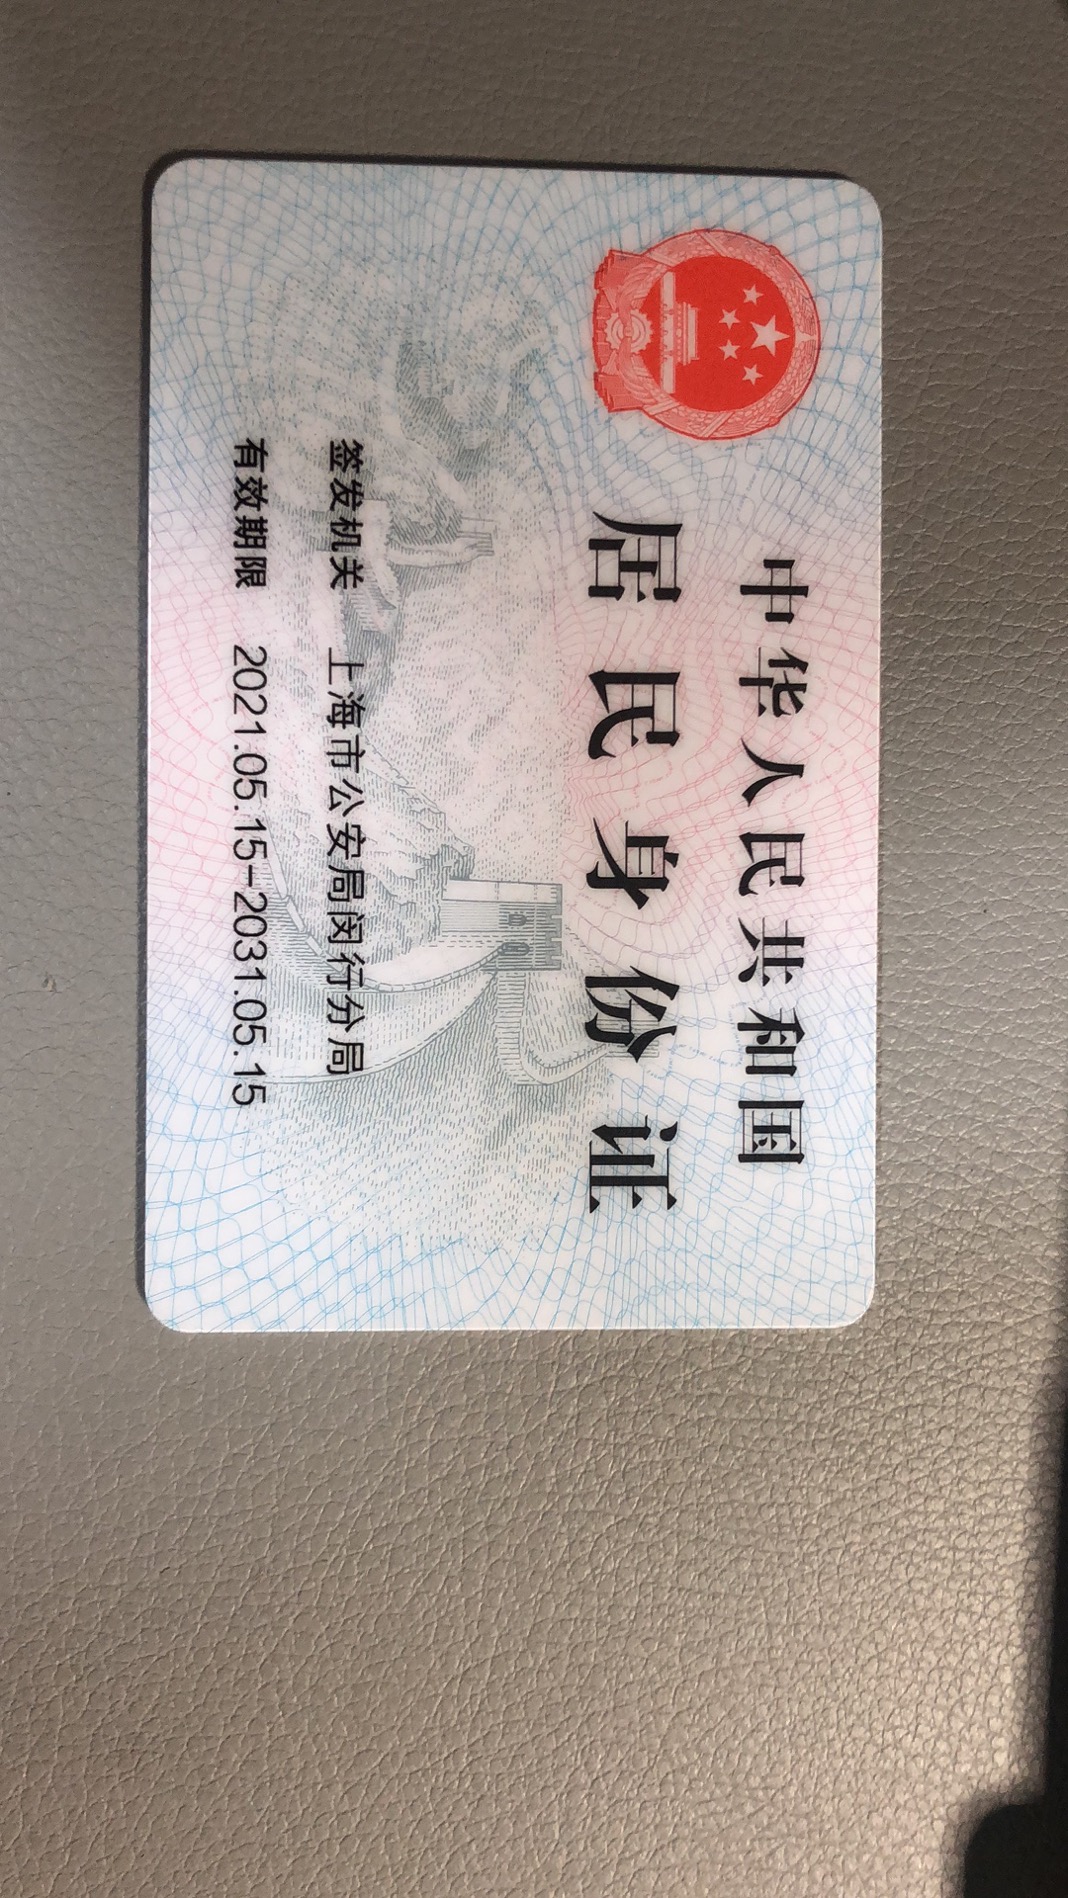 中华人民共和国
居民身份证
签发机关 上海市公安局闵行分局
有效期限 2021.05.15-2031.05.15